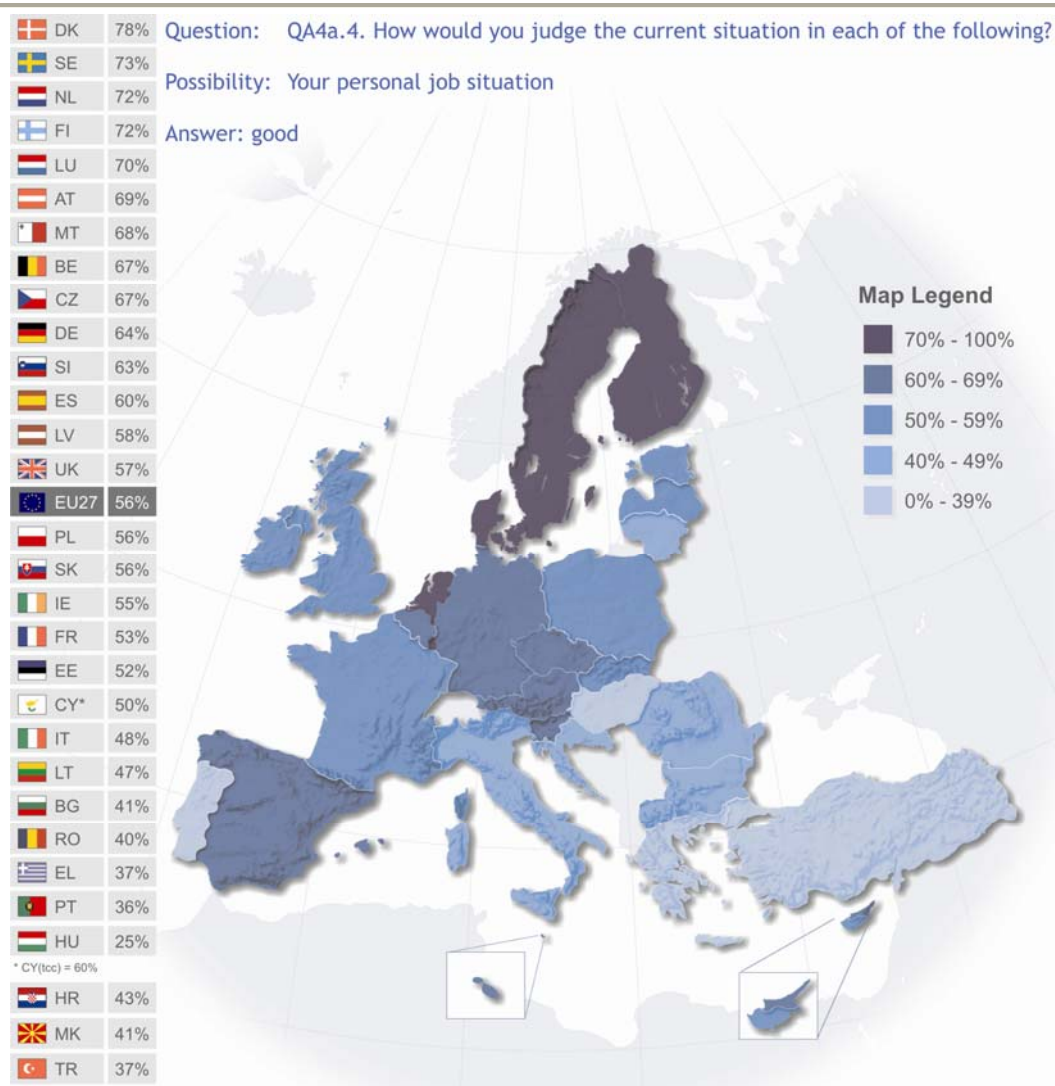 Question: QA4a.4. How would you judge the current situation in each of the following?
Possibility: Your personal job situation
Answer: good
DK 78%
SE 73%
NL 72%
FI 72%
LU 70%
AT 69%
MT 68%
BE 67%
CZ 67%
DE 64%
SI 63%
ES 60%
LV 58%
UK 57%
EU27 56%
PL 56%
SK 56%
IE 55%
FR 53%
EE 52%
CY* 50%
IT 48%
LT 47%
BG 41%
RO 40%
EL 37%
PT 36%
HU 25%
* CY(tcc) = 60%
HR 43%
MK 41%
TR 37%
Map Legend
70% - 100%
60% - 69%
50% - 59%
40% - 49%
0% - 39%